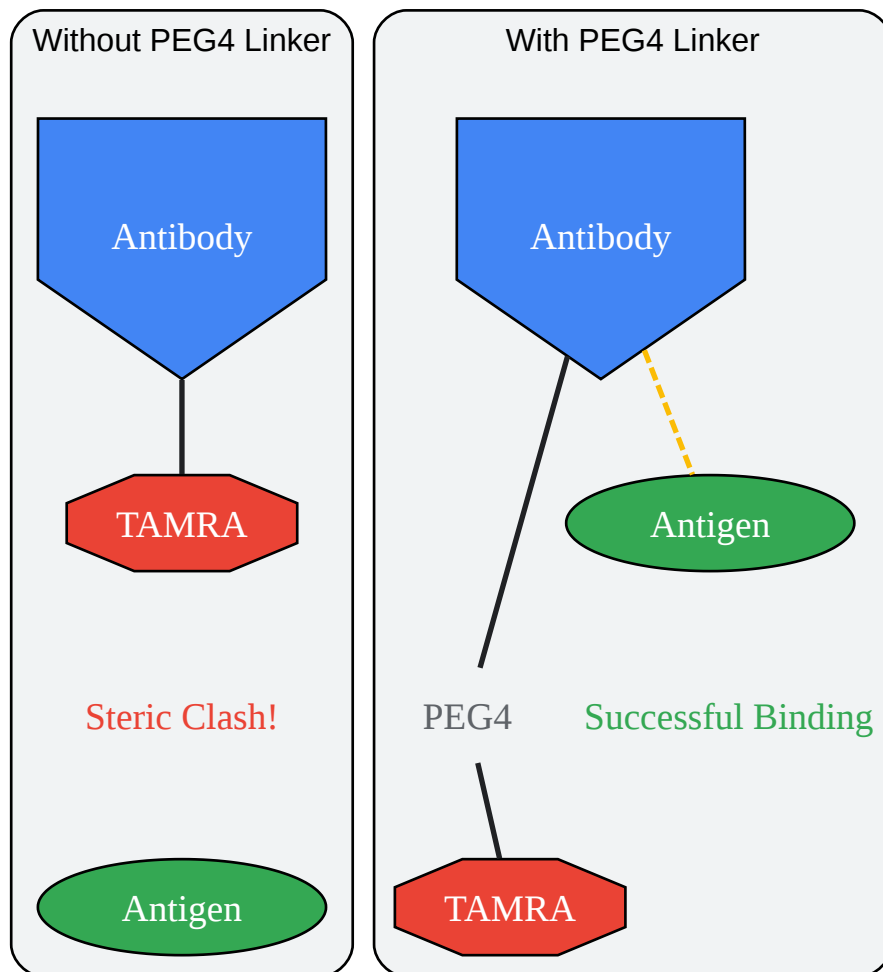 Without PEG4 Linker
Antibody
TAMRA
Steric Clash!
Antigen
With PEG4 Linker
Antibody
Antigen
PEG4
Successful Binding
TAMRA